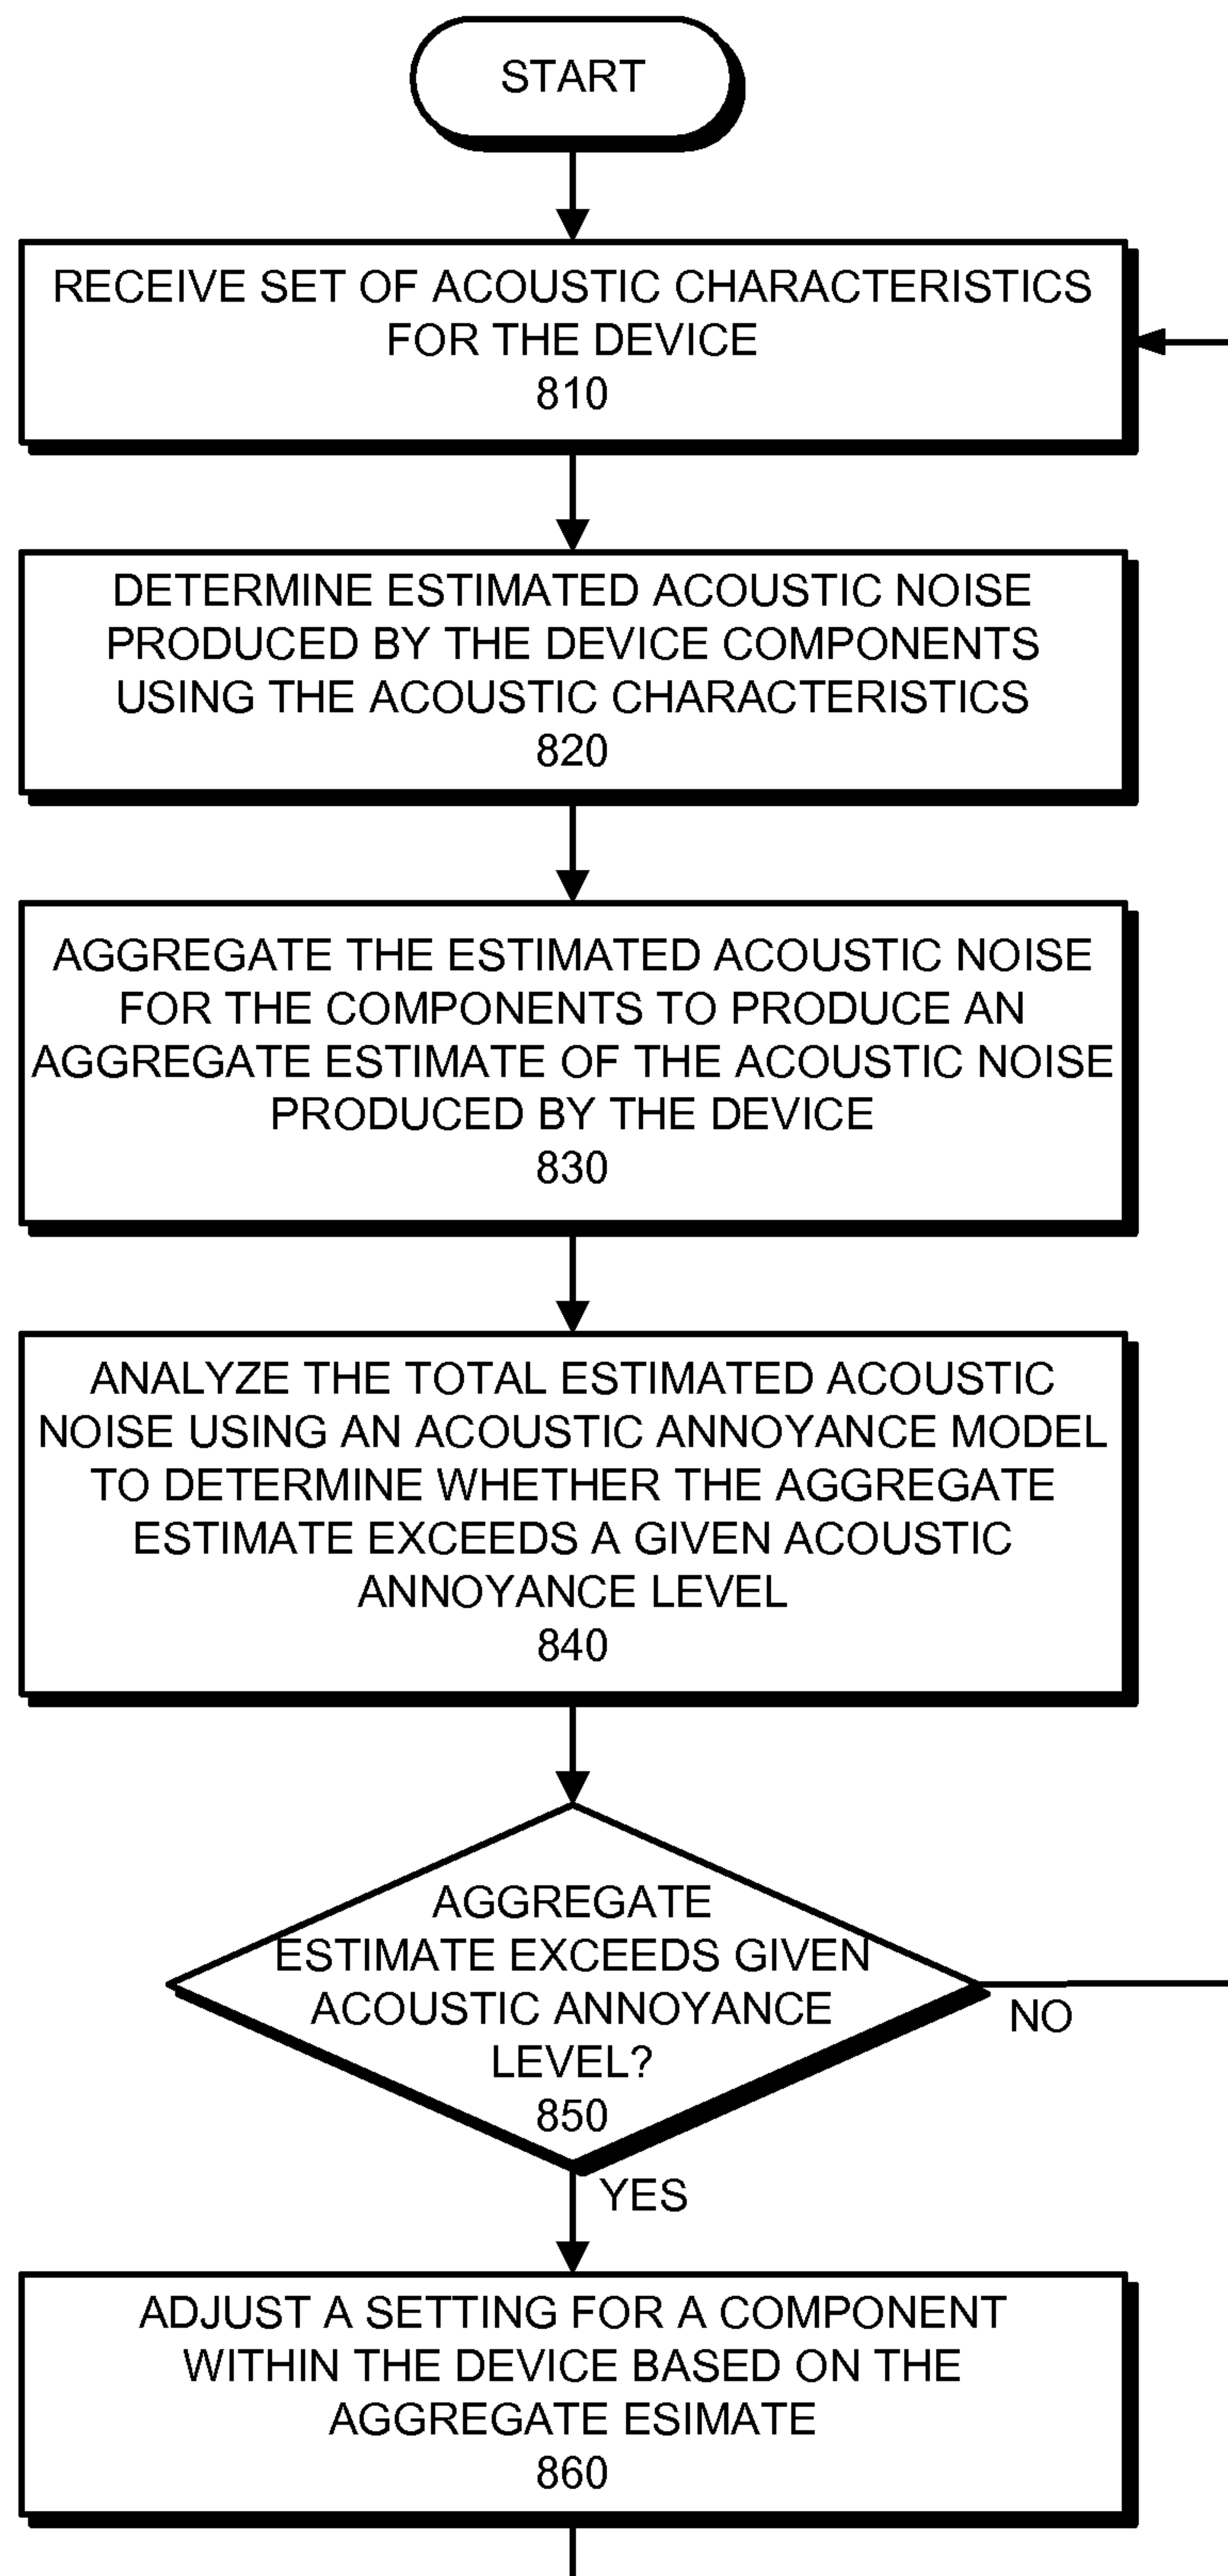 START
RECEIVE SET OF ACOUSTIC CHARACTERISTICS
FOR THE DEVICE
810
DETERMINE ESTIMATED ACOUSTIC NOISE
PRODUCED BY THE DEVICE COMPONENTS
USING THE ACOUSTIC CHARACTERISTICS
820
AGGREGATE THE ESTIMATED ACOUSTIC NOISE
FOR THE COMPONENTS TO PRODUCE AN
AGGREGATE ESTIMATE OF THE ACOUSTIC NOISE
PRODUCED BY THE DEVICE
830
ANALYZE THE TOTAL ESTIMATED ACOUSTIC
NOISE USING AN ACOUSTIC ANNOYANCE MODEL
TO DETERMINE WHETHER THE AGGREGATE
ESTIMATE EXCEEDS A GIVEN ACOUSTIC
ANNOYANCE LEVEL
840
AGGREGATE
ESTIMATE EXCEEDS GIVEN
ACOUSTIC ANNOYANCE
LEVEL?
850
NO
YES
ADJUST A SETTING FOR A COMPONENT
WITHIN THE DEVICE BASED ON THE
AGGREGATE ESIMATE
860